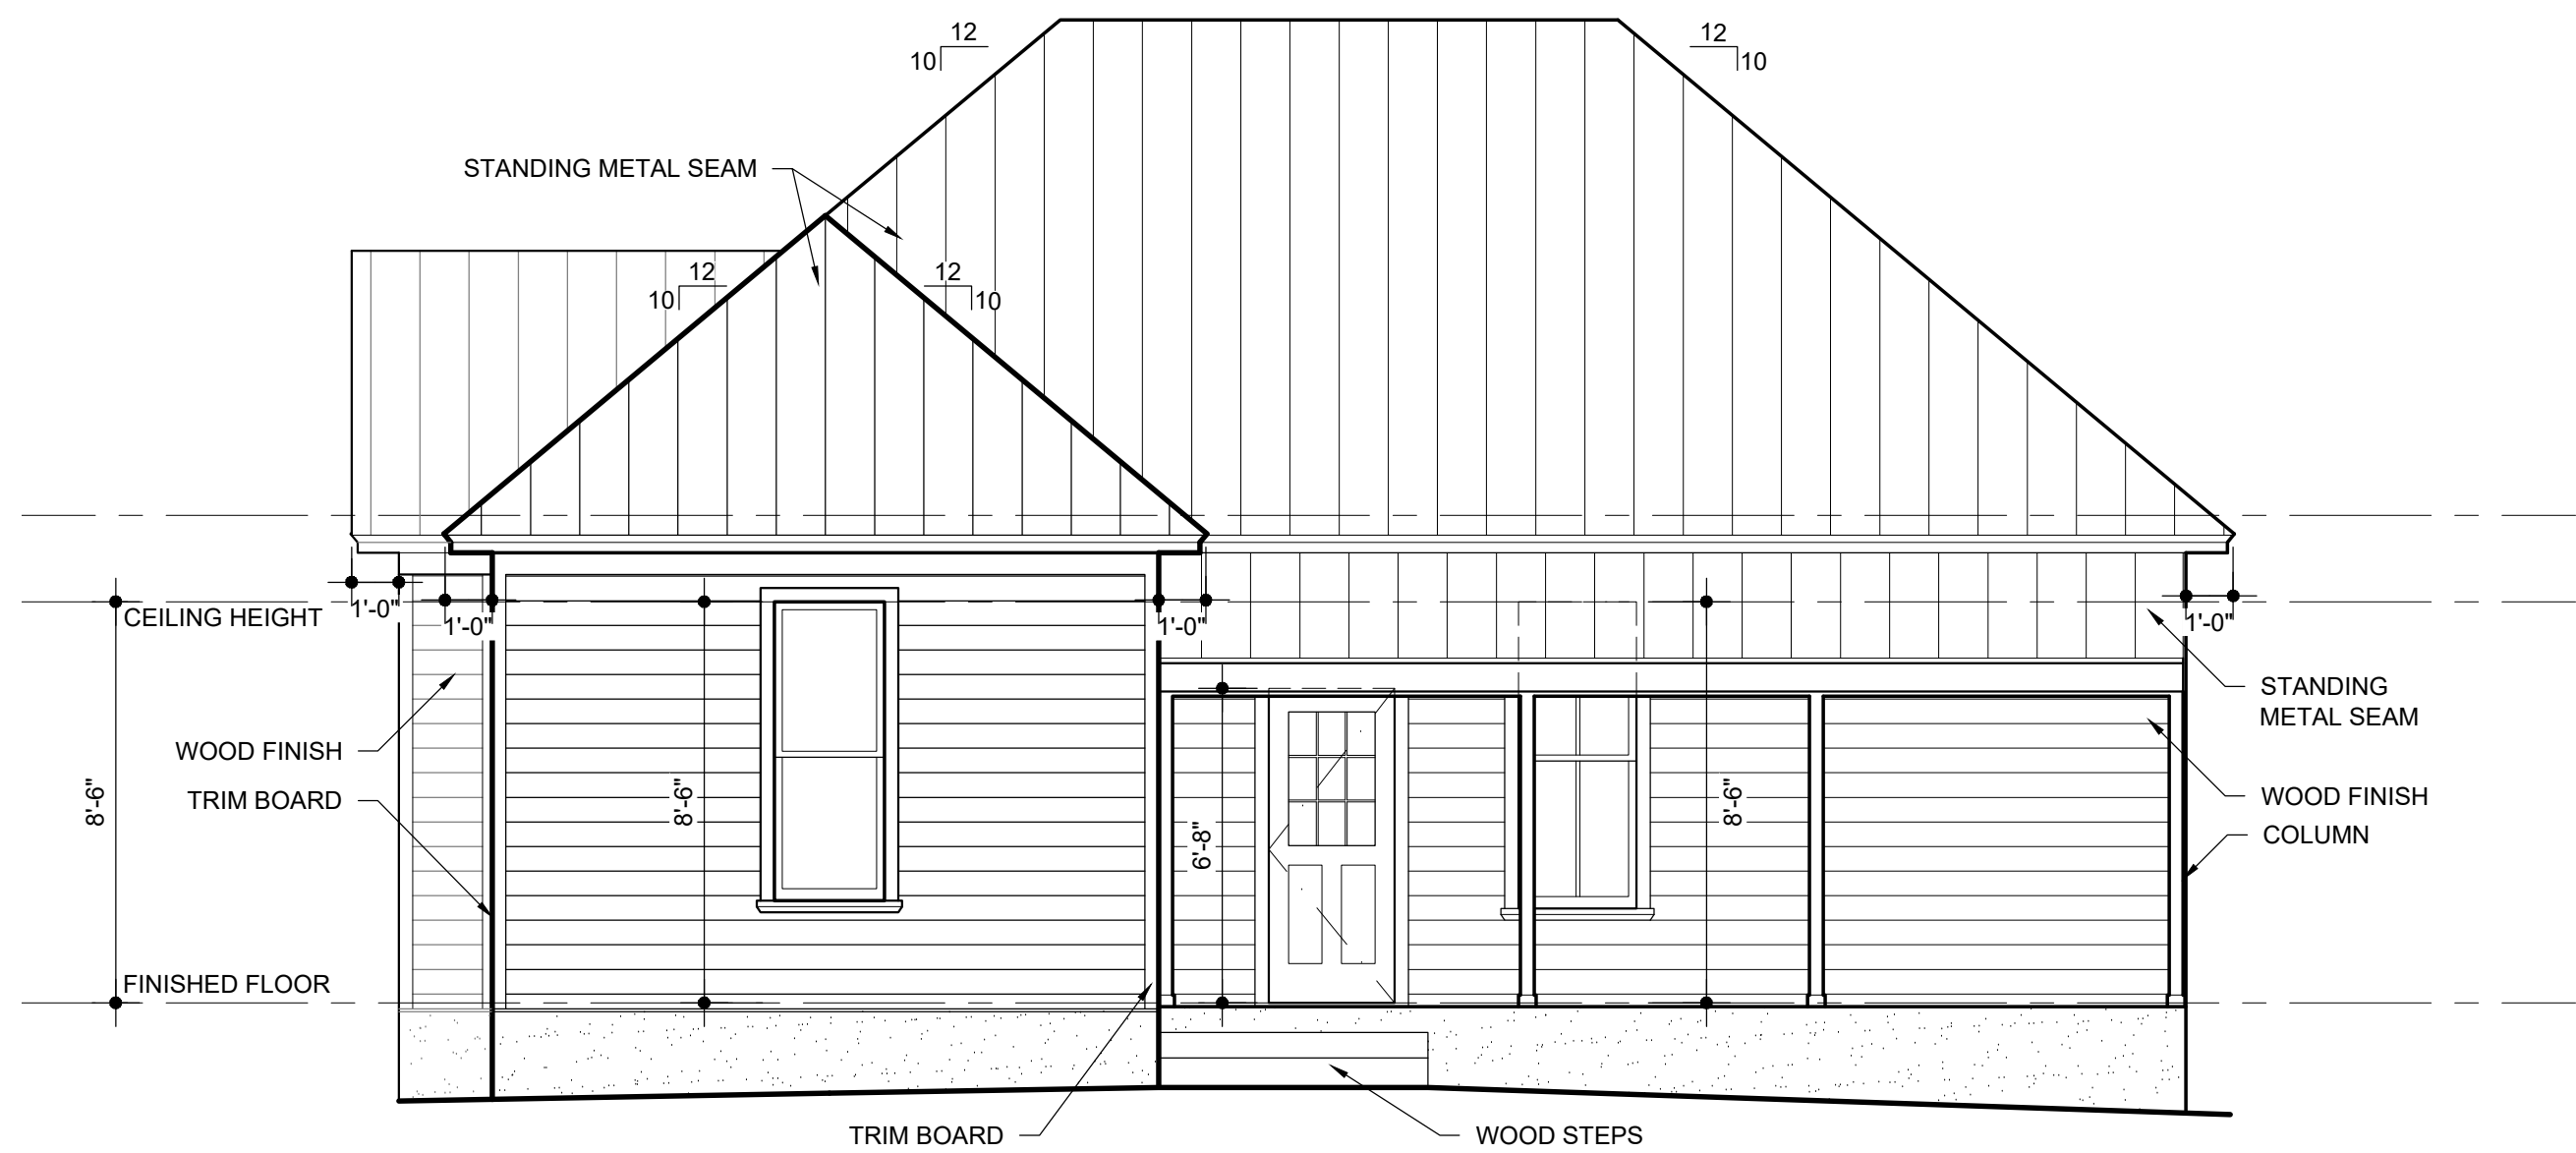 12
10
12
10
STANDING METAL SEAM
12
10
12
10
1'-0"
1'-0"
1'-0"
1'-0"
CEILING HEIGHT
STANDING
METAL SEAM
WOOD FINISH
TRIM BOARD
8'-6"
8'-6"
6'-8"
8'-6"
WOOD FINISH
COLUMN
FINISHED FLOOR
TRIM BOARD
WOOD STEPS